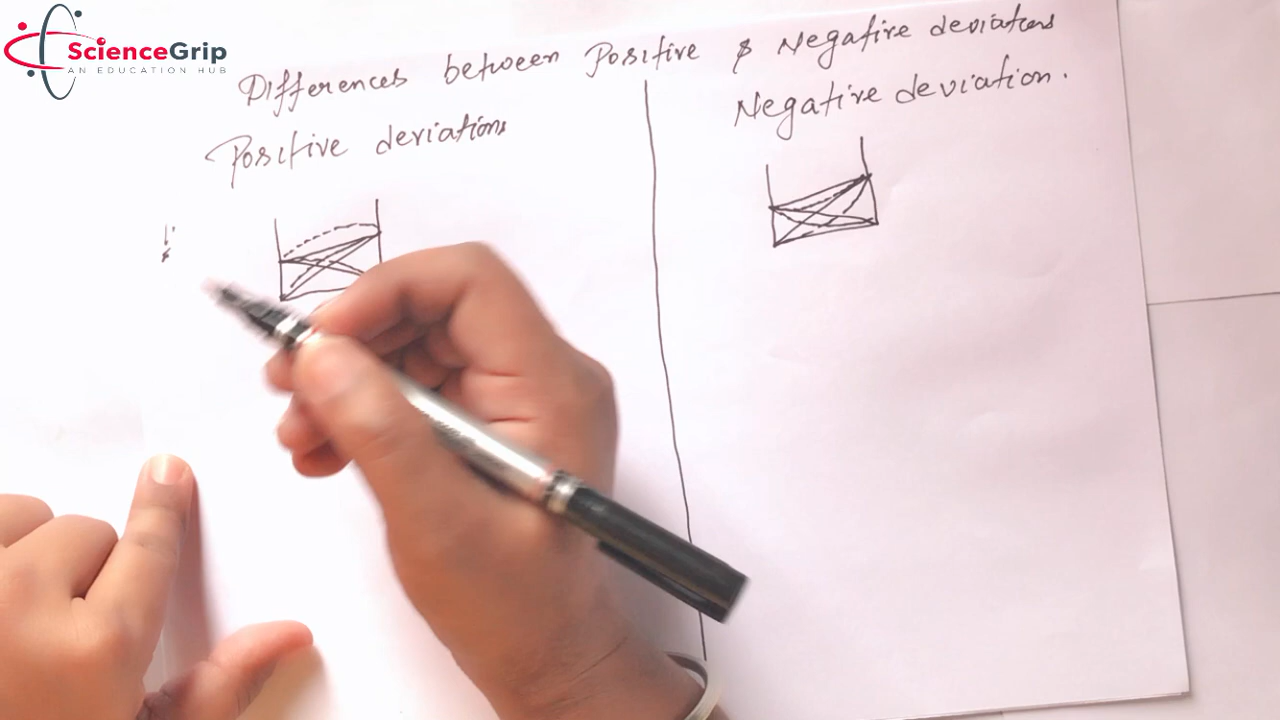 ScienceGrip
AN EDUCATION HUB
Differences between Positive & Negative deviations
Positive deviations
Negative deviation.